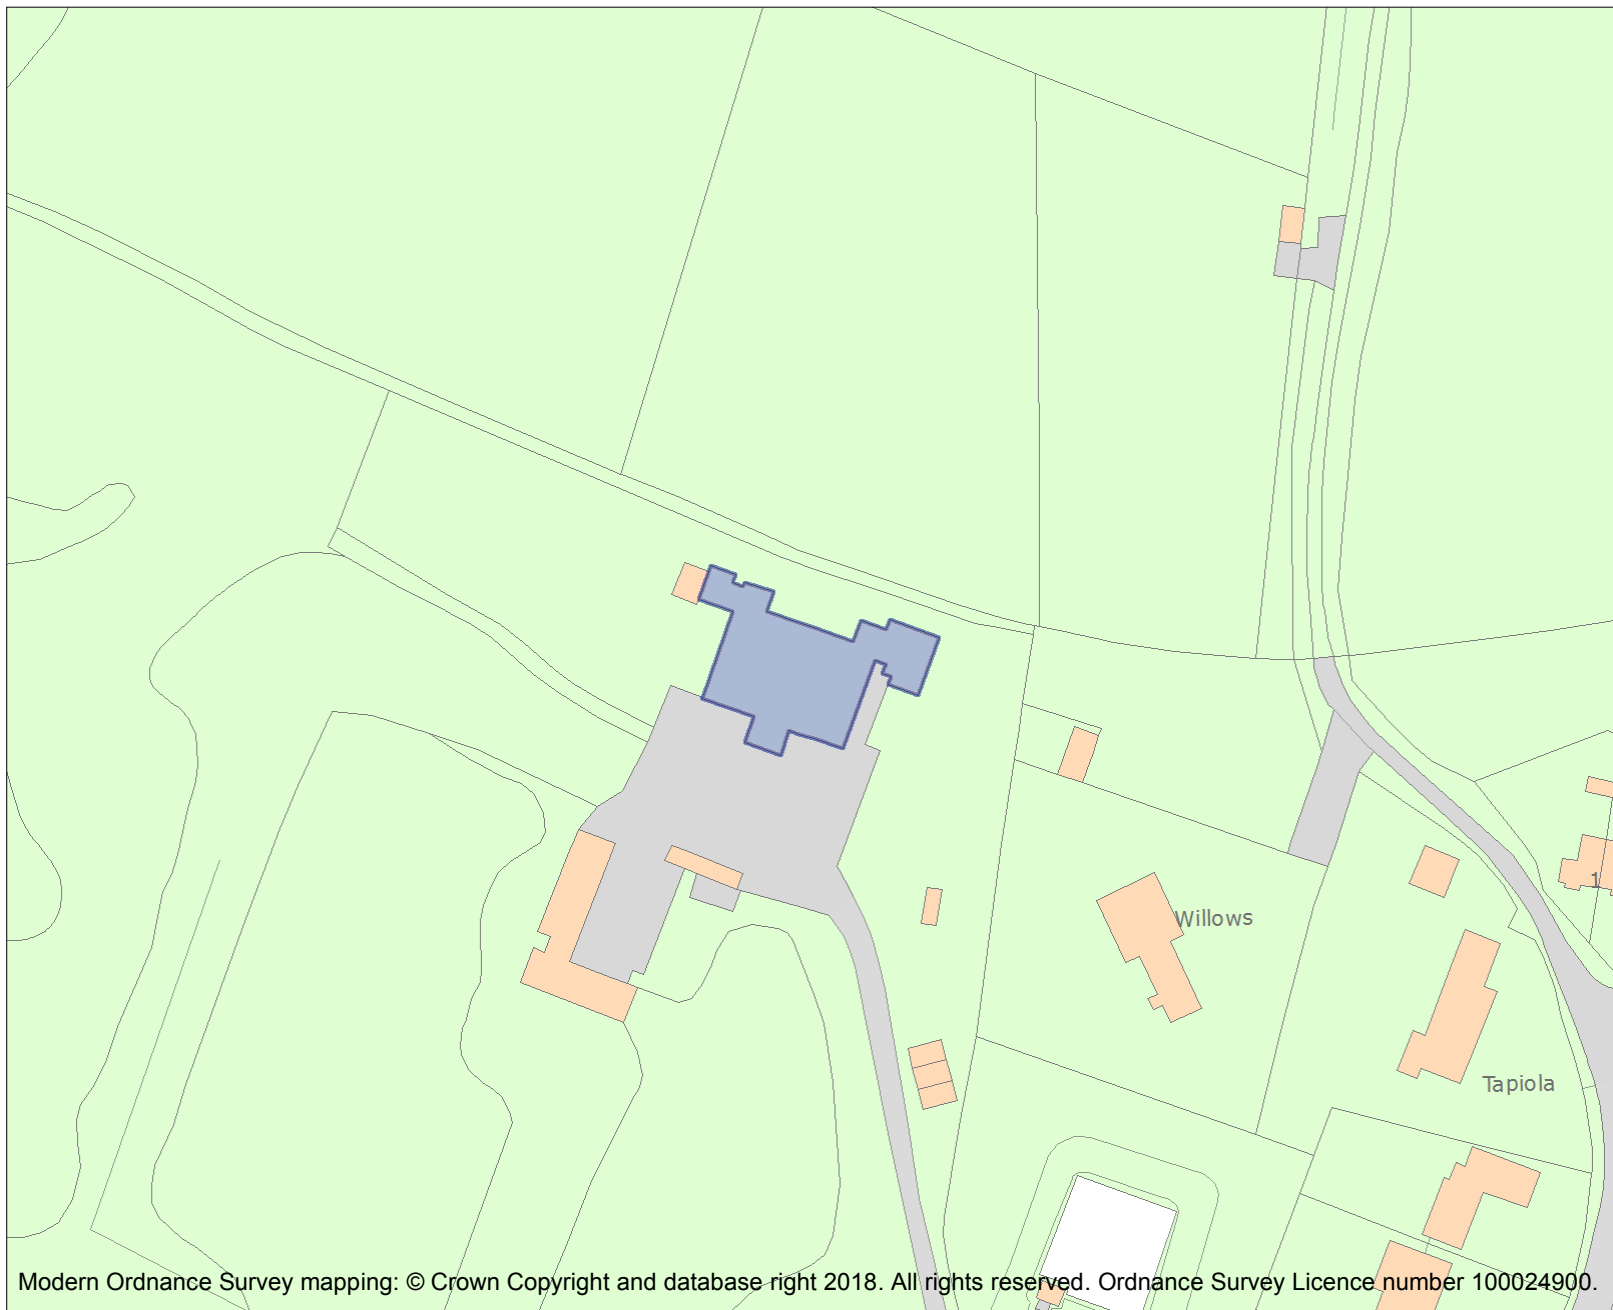 1
Willows
Tapiola
Modern Ordnance Survey mapping: © Crown Copyright and database right 2018. All rights reserved. Ordnance Survey Licence number 100024900.